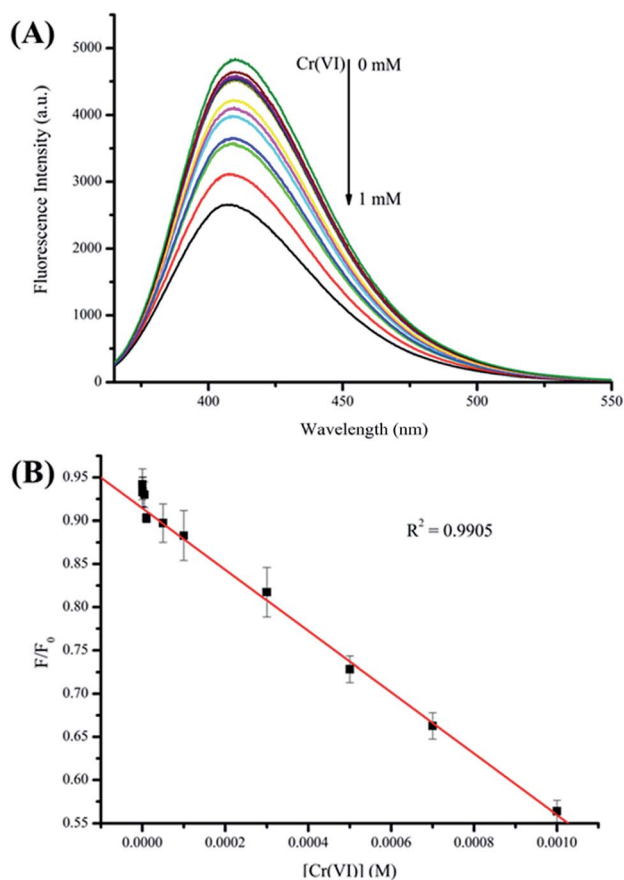 (A)
5000
4000
3000
2000
1000
0
Fluorescence Intensity (a.u.)
Cr(VI) 0 mM
1 mM
400 450 500 550
Wavelength (nm)
(B)
0.95
0.90
0.85
0.80
0.75
0.70
0.65
0.60
0.55
F/F₀
R² = 0.9905
0.0000 0.0002 0.0004 0.0006 0.0008 0.0010
[Cr(VI)] (M)